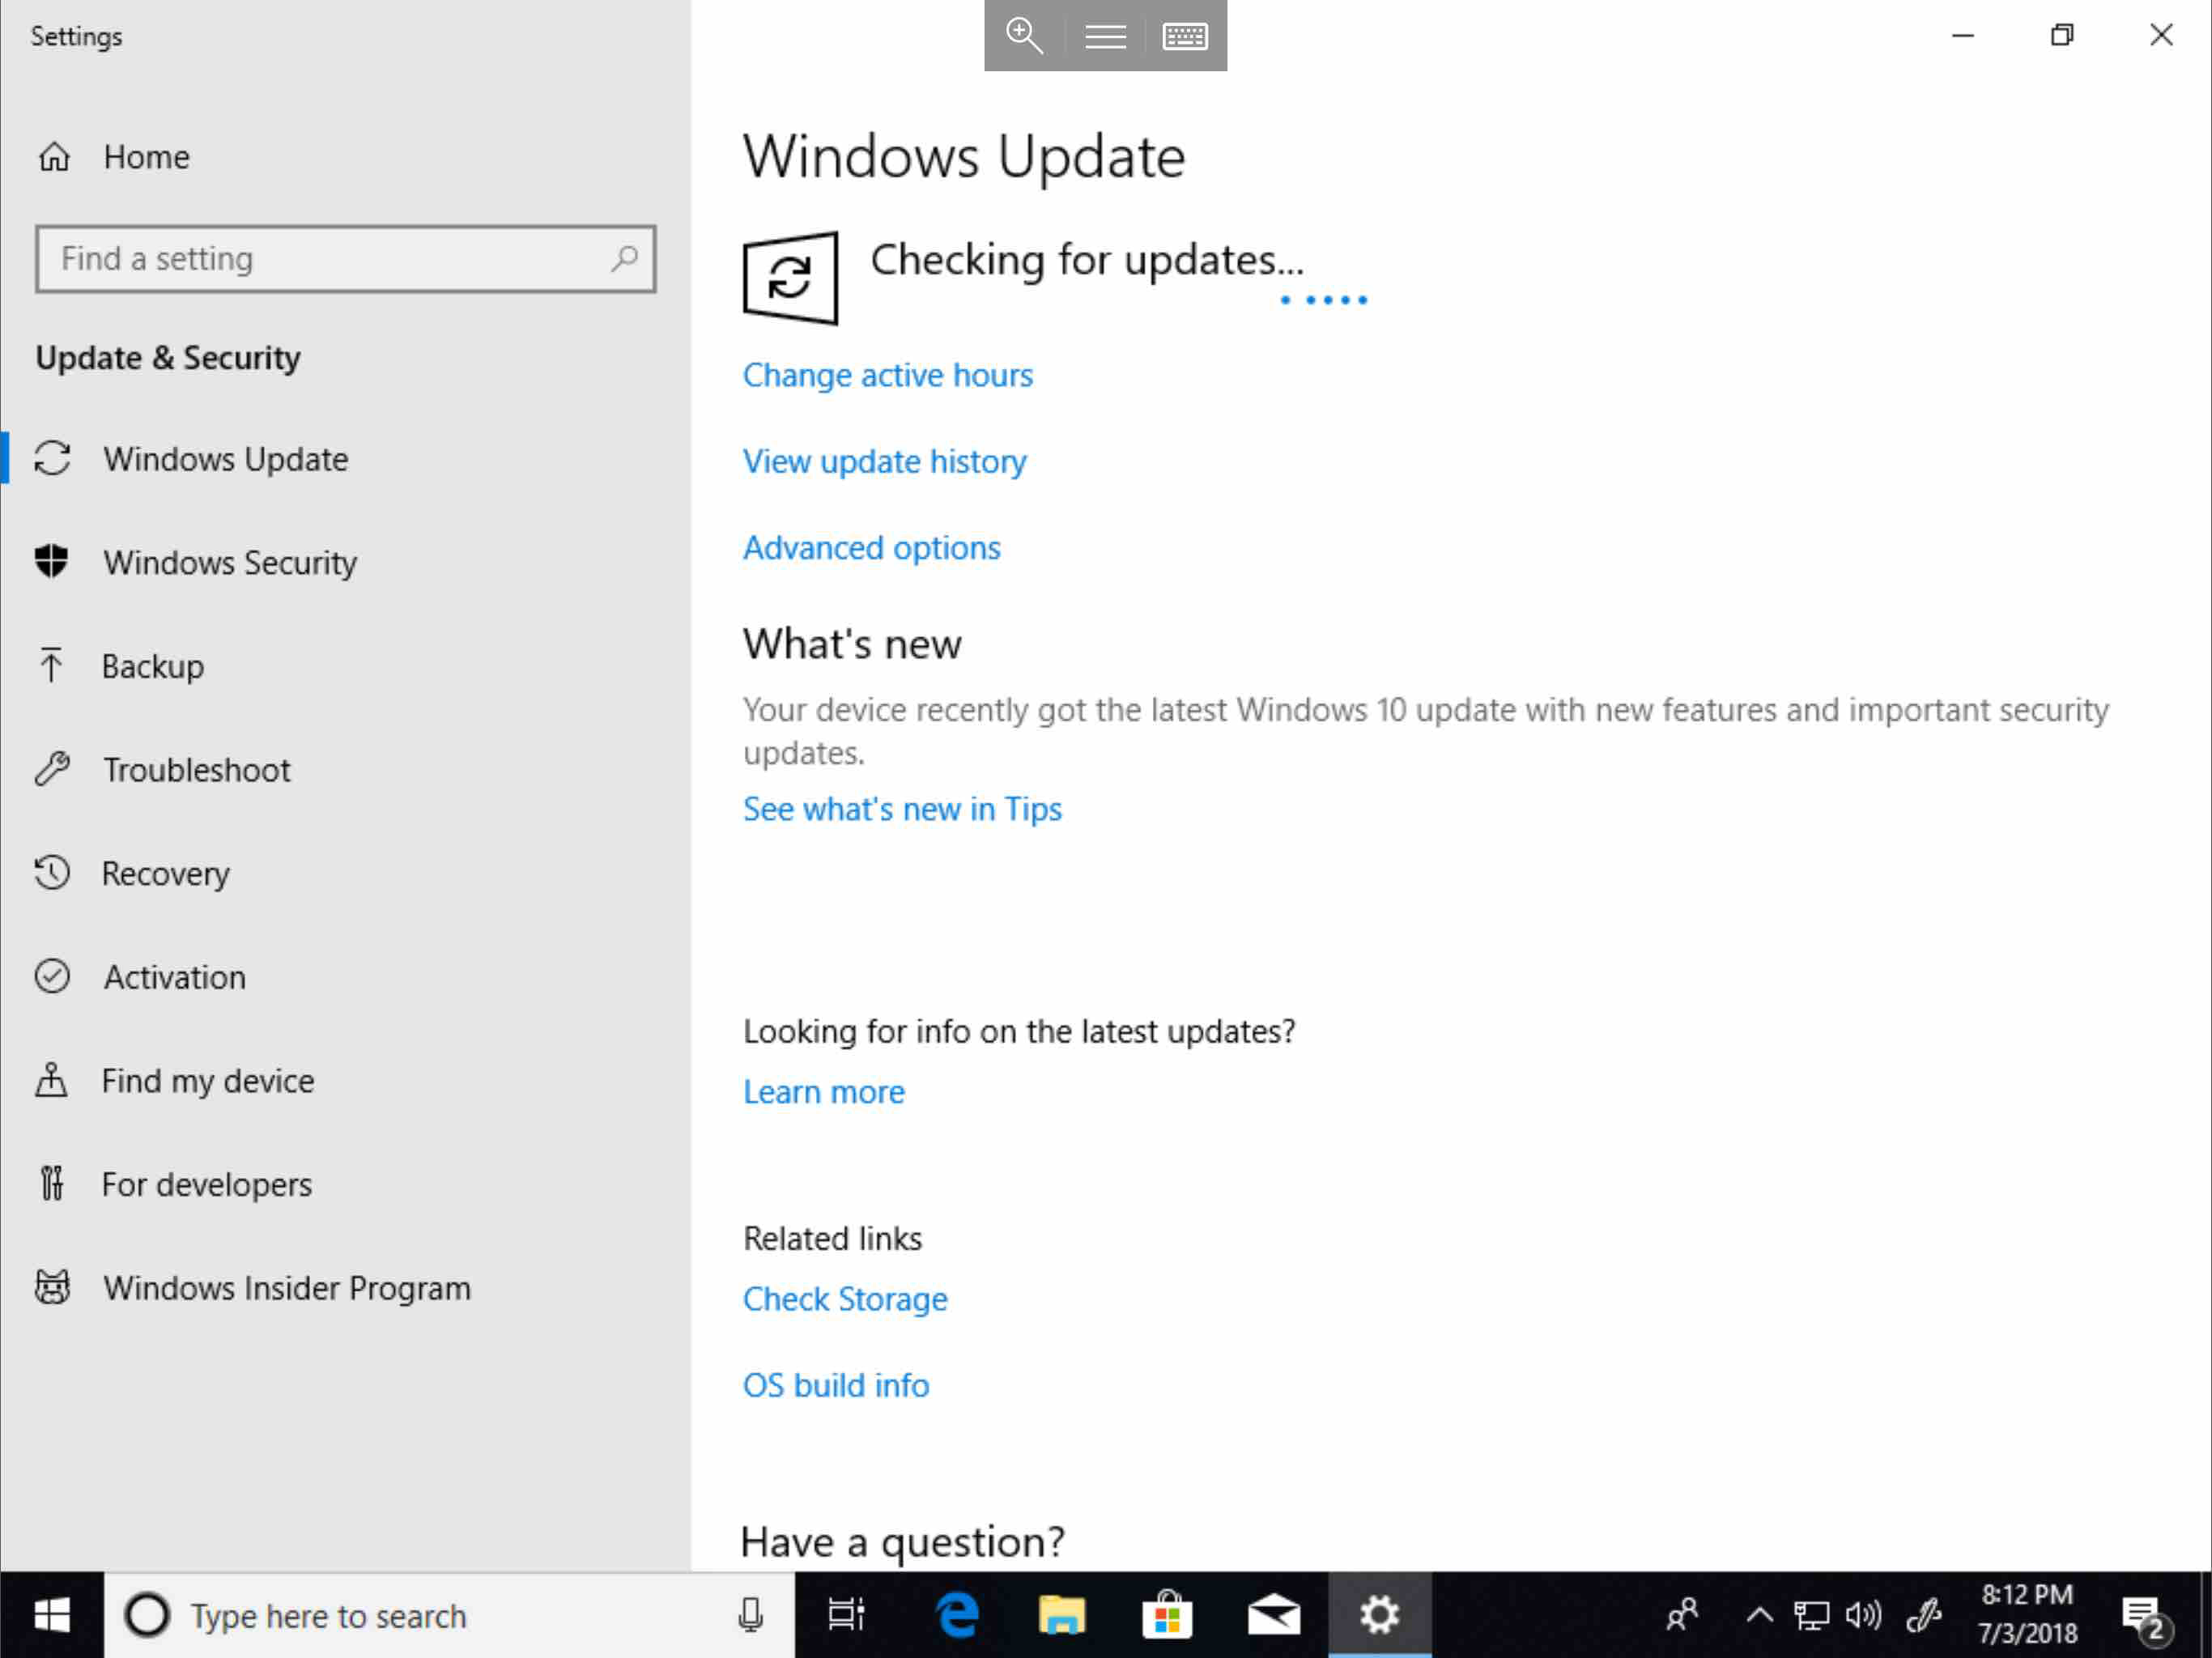 Settings
Home
Find a setting
Update & Security
Windows Update
Windows Security
Backup
Troubleshoot
Recovery
Activation
Find my device
For developers
Windows Insider Program
Windows Update
Checking for updates...
Change active hours
View update history
Advanced options
What's new
Your device recently got the latest Windows 10 update with new features and important security
updates.
See what's new in Tips
Looking for info on the latest updates?
Learn more
Related links
Check Storage
OS build info
Have a question?
Type here to search
8:12 PM
7/3/2018
2